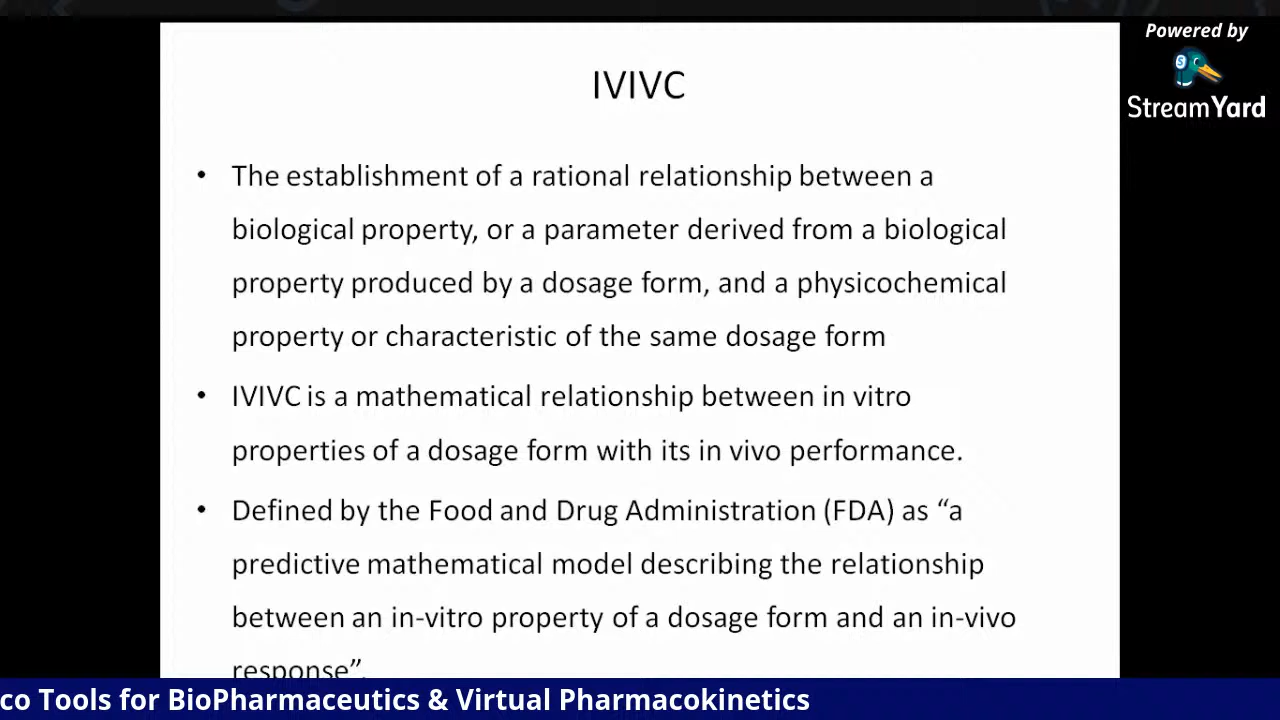 Powered by
StreamYard
IVIVC
• The establishment of a rational relationship between a
biological property, or a parameter derived from a biological
property produced by a dosage form, and a physicochemical
property or characteristic of the same dosage form
• IVIVC is a mathematical relationship between in vitro
properties of a dosage form with its in vivo performance.
• Defined by the Food and Drug Administration (FDA) as “a
predictive mathematical model describing the relationship
between an in-vitro property of a dosage form and an in-vivo
response”.
co Tools for BioPharmaceutics & Virtual Pharmacokinetics